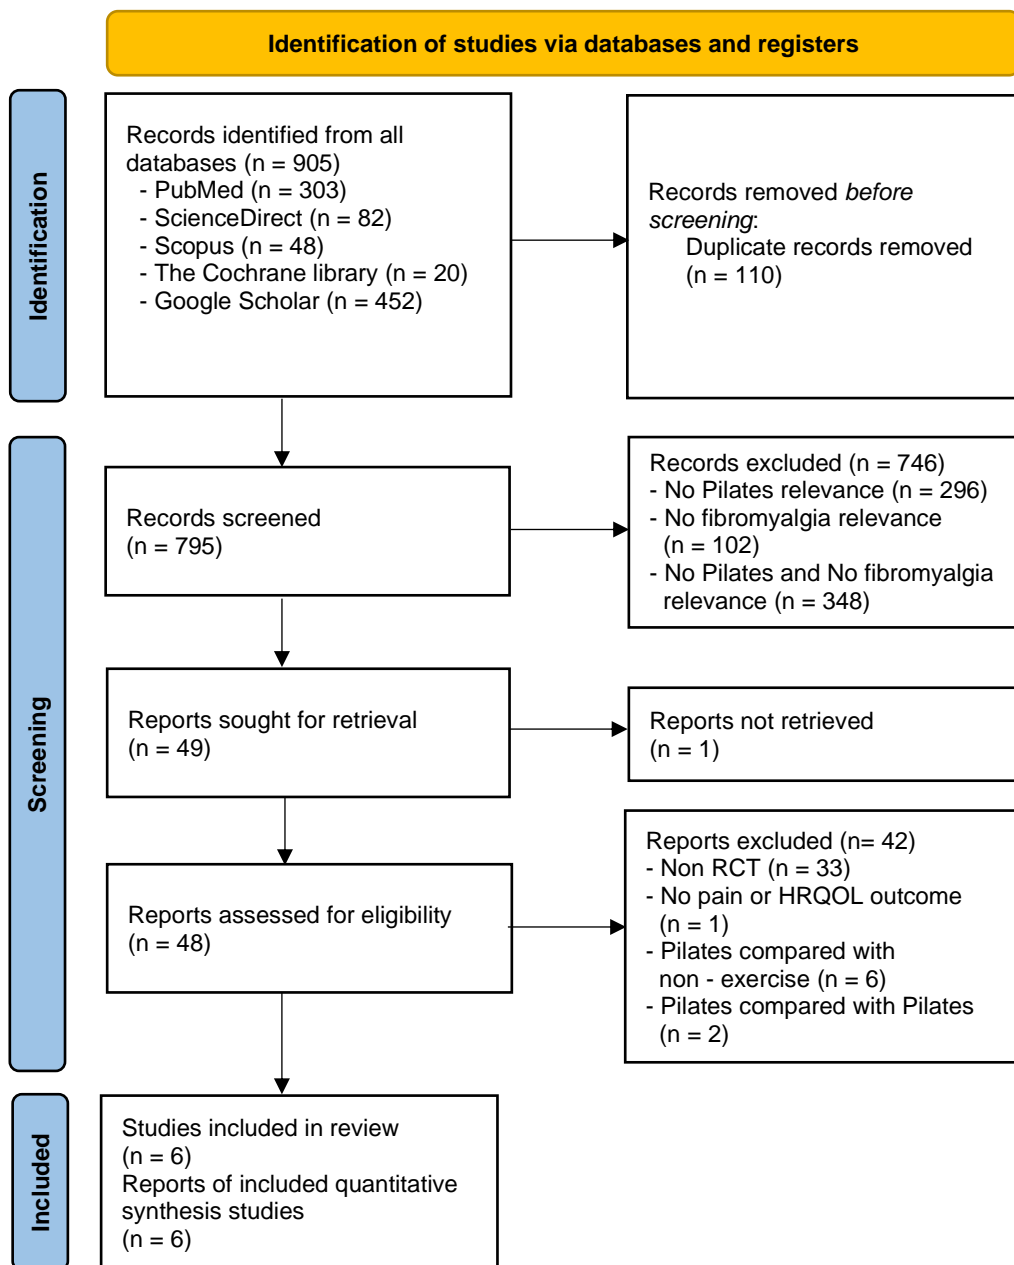 Identification of studies via databases and registers
Identification
Records identified from all
databases (n = 905)
- PubMed (n = 303)
- ScienceDirect (n = 82)
- Scopus (n = 48)
- The Cochrane library (n = 20)
- Google Scholar (n = 452)
Records removed before
screening:
Duplicate records removed
(n = 110)
Screening
Records screened
(n = 795)
Records excluded (n = 746)
- No Pilates relevance (n = 296)
- No fibromyalgia relevance
(n = 102)
- No Pilates and No fibromyalgia
relevance (n = 348)
Reports sought for retrieval
(n = 49)
Reports not retrieved
(n = 1)
Reports assessed for eligibility
(n = 48)
Reports excluded (n= 42)
- Non RCT (n = 33)
- No pain or HRQOL outcome
(n = 1)
- Pilates compared with
non - exercise (n = 6)
- Pilates compared with Pilates
(n = 2)
Included
Studies included in review
(n = 6)
Reports of included quantitative
synthesis studies
(n = 6)